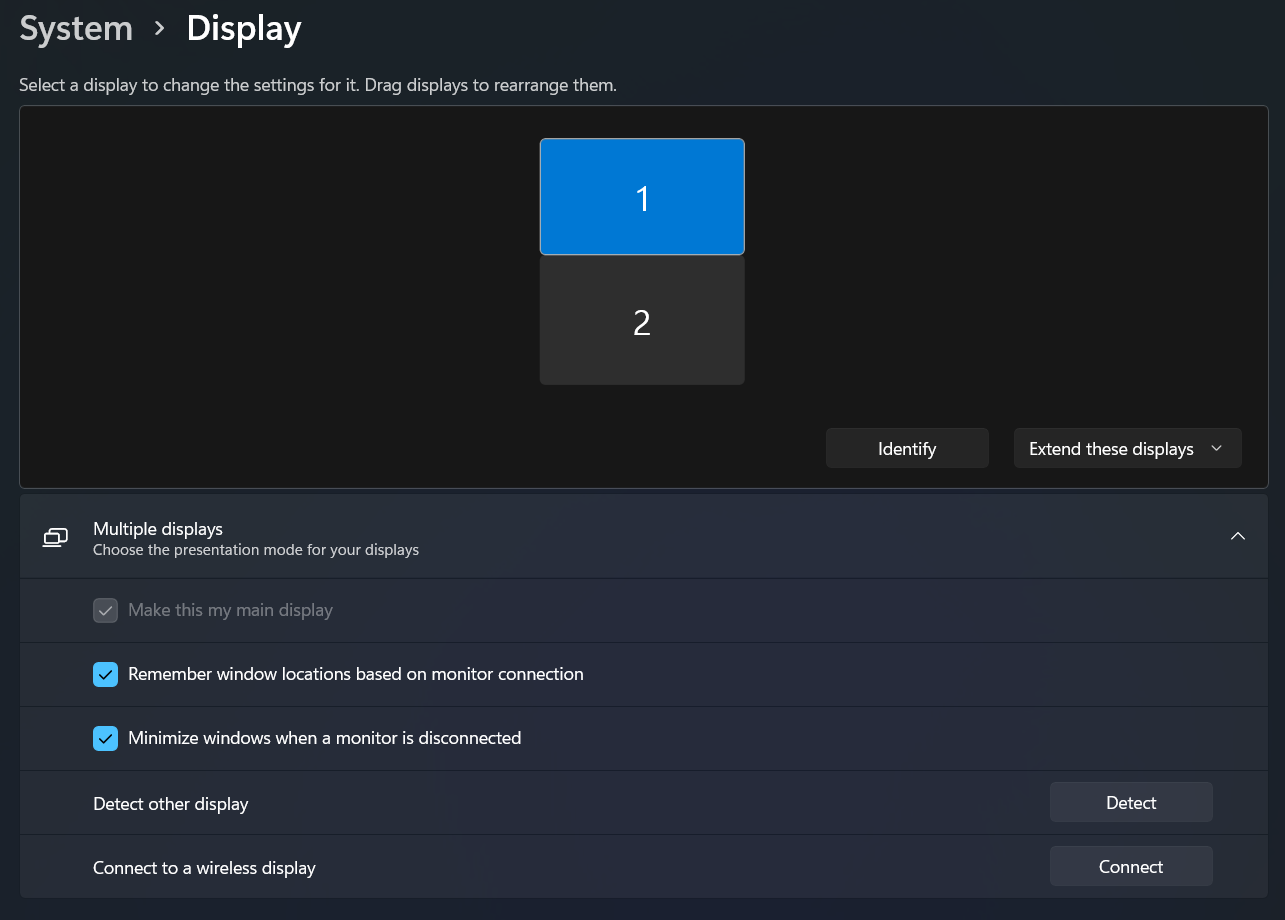 System > Display
Select a display to change the settings for it. Drag displays to rearrange them.
1
2
Identify
Extend these displays
Multiple displays
Choose the presentation mode for your displays
Make this my main display
Remember window locations based on monitor connection
Minimize windows when a monitor is disconnected
Detect other display
Detect
Connect to a wireless display
Connect